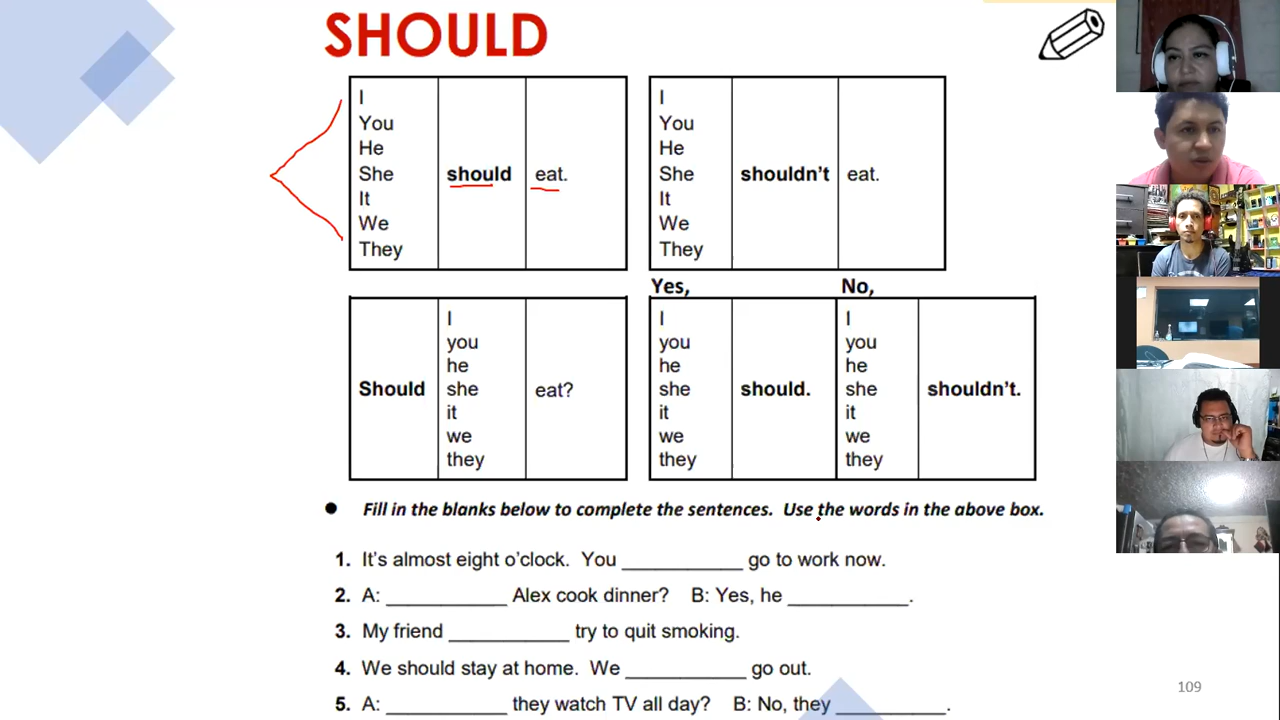 SHOULD
I
You
He
She
It
We
They
should
eat.
I
You
He
She
It
We
They
shouldn't
eat.
Should
I
you
he
she
it
we
they
eat?
Yes,
I
you
he
she
it
we
they
should.
No,
I
you
he
she
it
we
they
shouldn't.
● Fill in the blanks below to complete the sentences. Use the words in the above box.
1. It's almost eight o'clock. You ___________ go to work now.
2. A: ___________ Alex cook dinner? B: Yes, he ___________.
3. My friend ___________ try to quit smoking.
4. We should stay at home. We ___________ go out.
5. A: ___________ they watch TV all day? B: No, they __________.
109